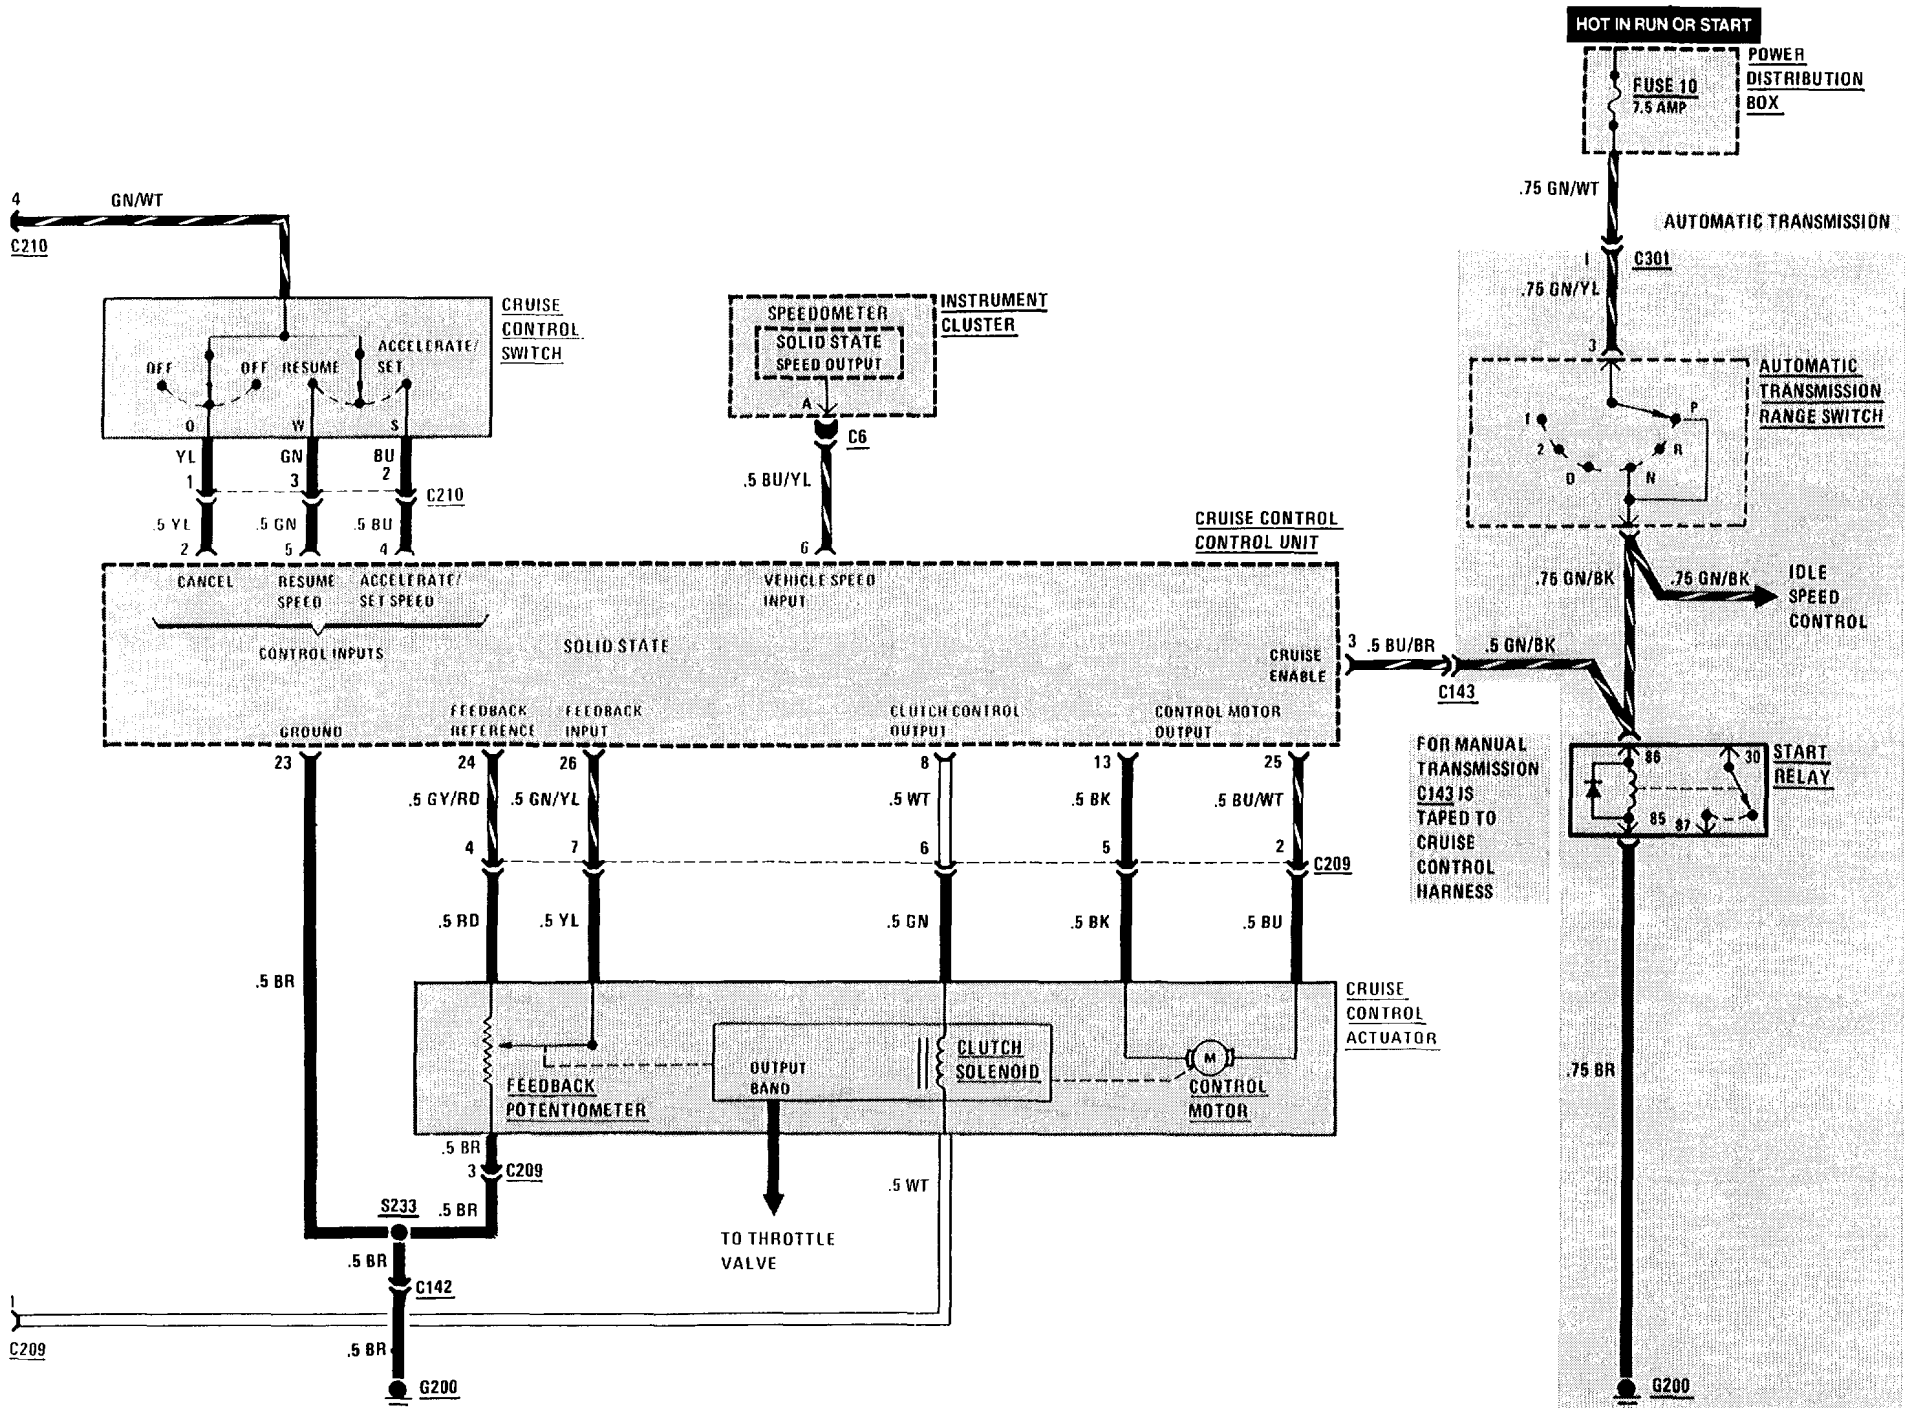 HOT IN RUN OR START
POWER
DISTRIBUTION
BOX
FUSE 10
7.5 AMP
.75 GN/WT
AUTOMATIC TRANSMISSION
1
C301
.75 GN/YL
3
AUTOMATIC
TRANSMISSION
RANGE SWITCH
P
1
2
R
D
N
.75 GN/BK
.75 GN/BK
IDLE
SPEED
CONTROL
4
GN/WT
C210
CRUISE
CONTROL
SWITCH
ACCELERATE/
OFF
OFF
RESUME
SET
O
W
S
YL
GN
BU
1
3
2
C210
.5 YL
.5 GN
.5 BU
2
5
4
INSTRUMENT
CLUSTER
SPEEDOMETER
SOLID STATE
SPEED OUTPUT
A
C6
.5 BU/YL
6
CRUISE CONTROL
CONTROL UNIT
CANCEL
RESUME
SPEED
ACCELERATE/
SET SPEED
VEHICLE SPEED
INPUT
CONTROL INPUTS
SOLID STATE
CRUISE
ENABLE
3
.5 BU/BR
.5 GN/BK
C143
GROUND
FEEDBACK
REFERENCE
FEEDBACK
INPUT
CLUTCH CONTROL
OUTPUT
CONTROL MOTOR
OUTPUT
FOR MANUAL
TRANSMISSION
C143 IS
TAPED TO
CRUISE
CONTROL
HARNESS
86
30
START
RELAY
85
87
23
24
26
8
13
25
.5 GY/RD
.5 GN/YL
.5 WT
.5 BK
.5 BU/WT
4
7
6
5
2
C209
.5 RD
.5 YL
.5 GN
.5 BK
.5 BU
.5 BR
CRUISE
CONTROL
ACTUATOR
OUTPUT
BAND
CLUTCH
SOLENOID
M
FEEDBACK
POTENTIOMETER
CONTROL
MOTOR
.75 BR
.5 BR
3
C209
.5 WT
S233
.5 BR
TO THROTTLE
VALVE
.5 BR
C142
1
C209
.5 BR
G200
G200